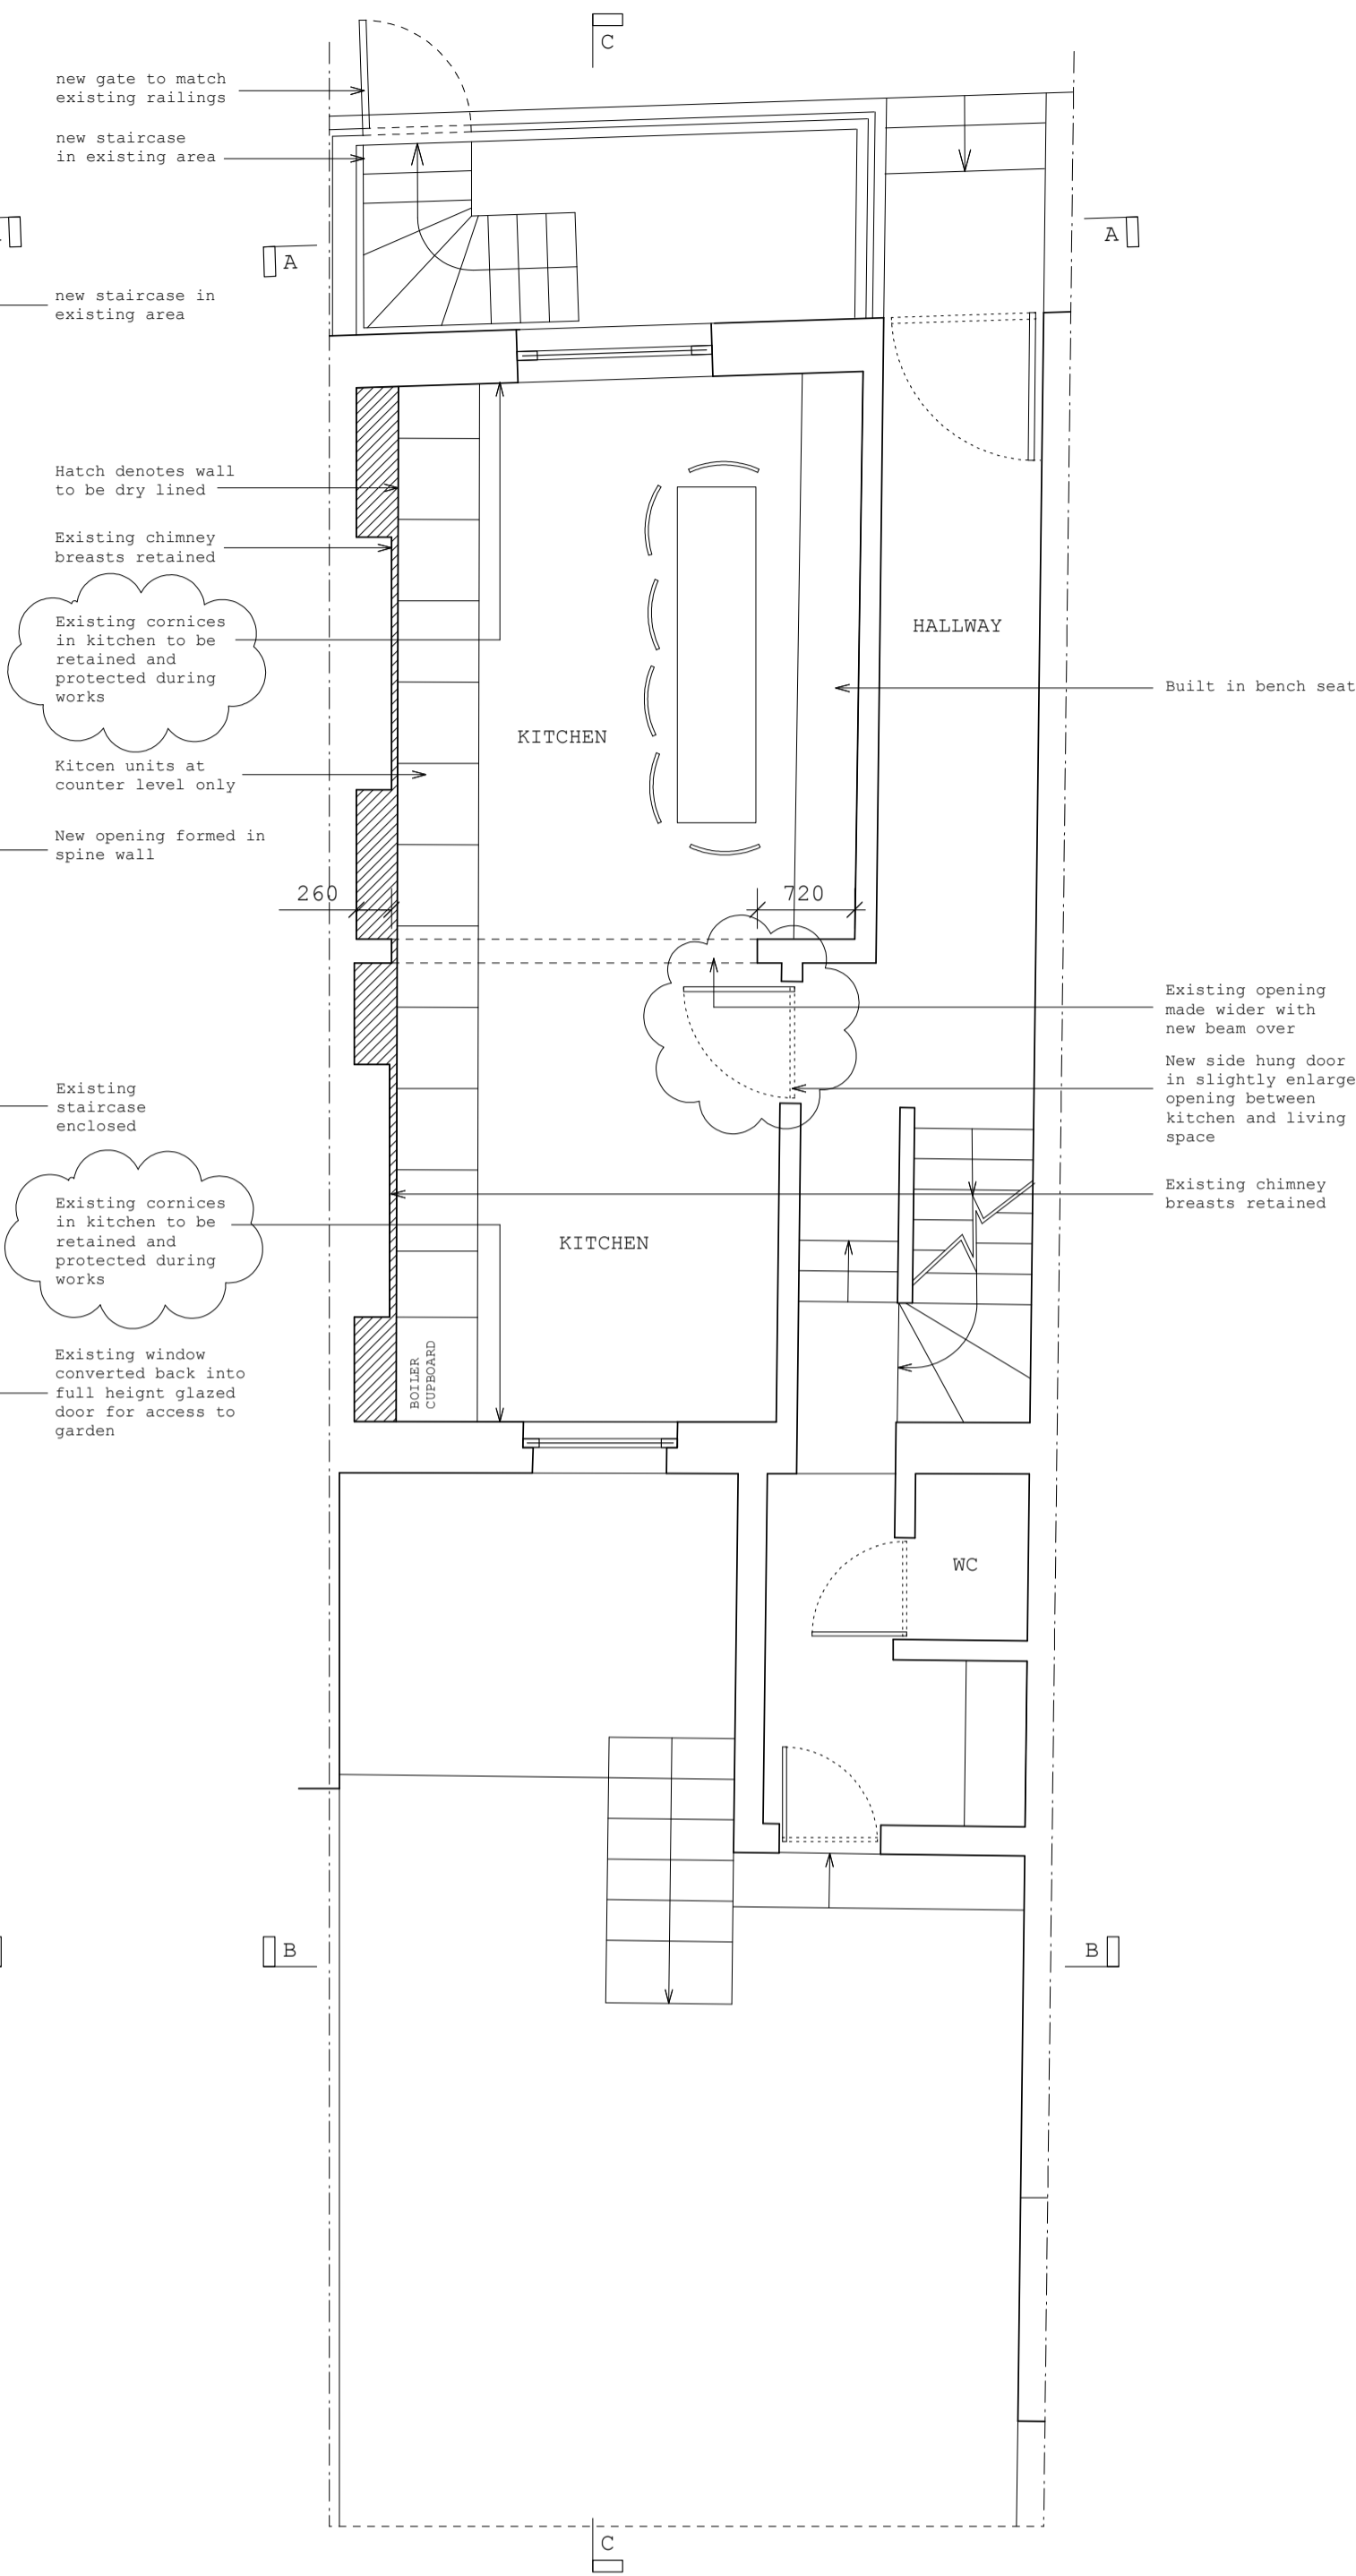 C
new gate to match
existing railings
new staircase
in existing area
A
A
new staircase in
existing area
Hatch denotes wall
to be dry lined
Existing chimney
breasts retained
Existing cornices
in kitchen to be
retained and
protected during
works
HALLWAY
Built in bench seat
KITCHEN
Kitcen units at
counter level only
New opening formed in
spine wall
260
720
Existing opening
made wider with
new beam over
New side hung door
in slightly enlarge
opening between
kitchen and living
space
Existing
staircase
enclosed
Existing chimney
breasts retained
Existing cornices
in kitchen to be
retained and
protected during
works
KITCHEN
BOILER
CUPBOARD
Existing window
converted back into
full heignt glazed
door for access to
garden
WC
B
B
C